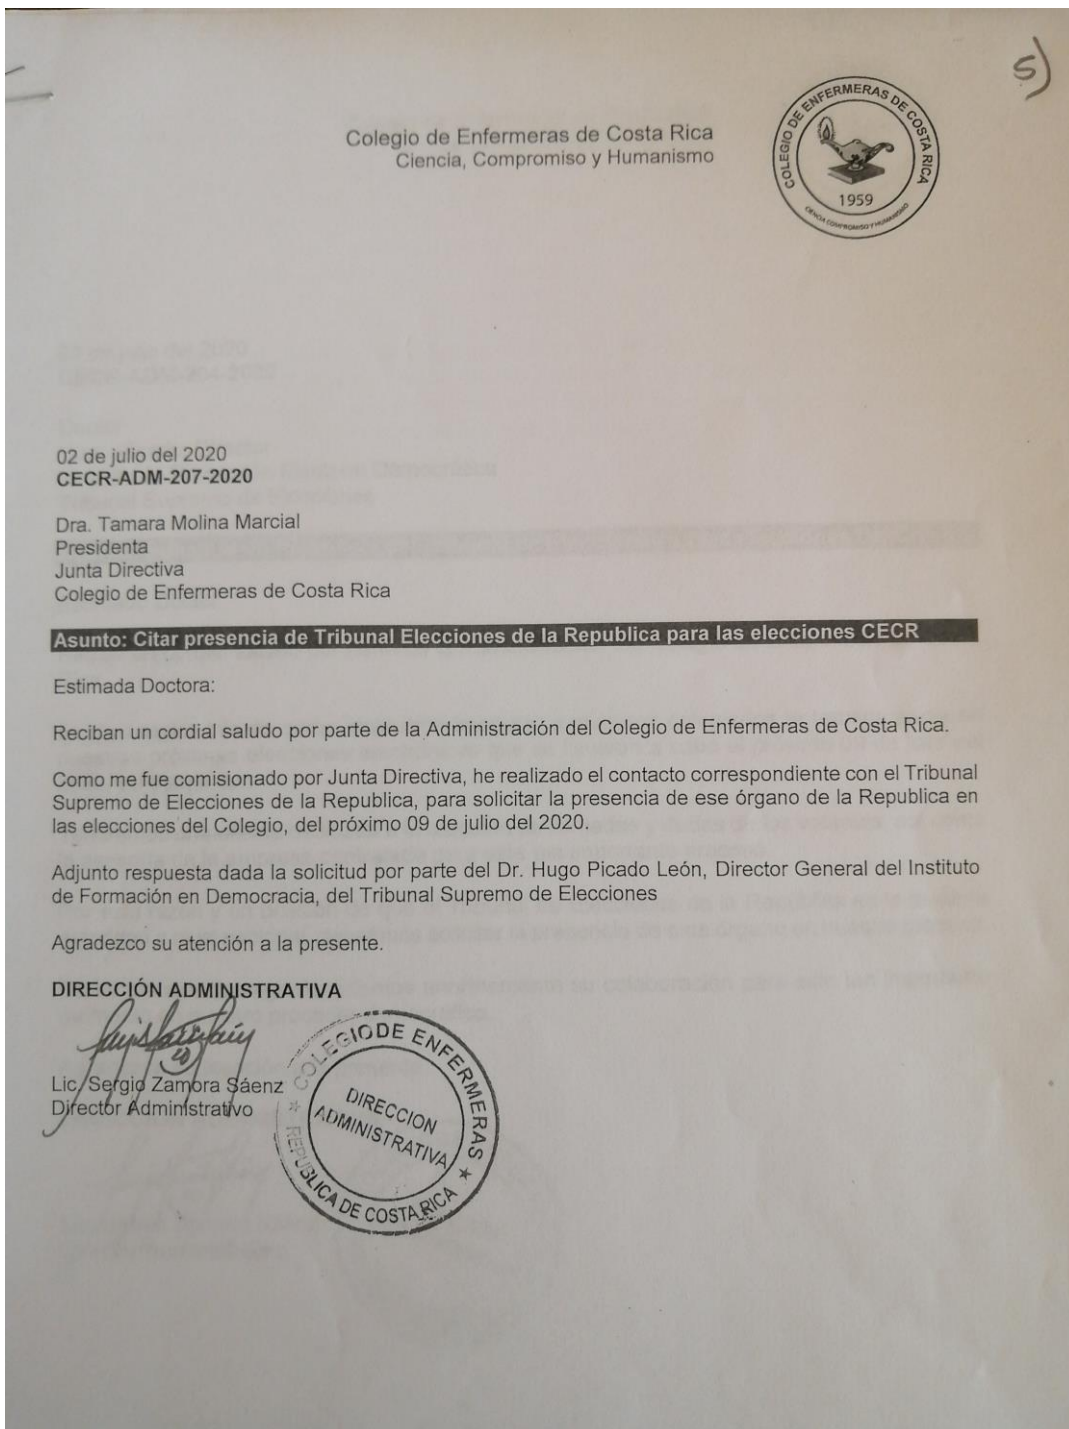 5)
Colegio de Enfermeras de Costa Rica
Ciencia, Compromiso y Humanismo
COLEGIO DE ENFERMERAS DE COSTA RICA
1959
CIENCIA COMPROMISO Y HUMANISMO
02 de julio del 2020
CECR-ADM-207-2020
Dra. Tamara Molina Marcial
Presidenta
Junta Directiva
Colegio de Enfermeras de Costa Rica
Asunto: Citar presencia de Tribunal Elecciones de la Republica para las elecciones CECR
Estimada Doctora:
Reciban un cordial saludo por parte de la Administración del Colegio de Enfermeras de Costa Rica.
Como me fue comisionado por Junta Directiva, he realizado el contacto correspondiente con el Tribunal
Supremo de Elecciones de la Republica, para solicitar la presencia de ese órgano de la Republica en
las elecciones del Colegio, del próximo 09 de julio del 2020.
Adjunto respuesta dada la solicitud por parte del Dr. Hugo Picado León, Director General del Instituto
de Formación en Democracia, del Tribunal Supremo de Elecciones
Agradezco su atención a la presente.
DIRECCIÓN ADMINISTRATIVA
Lic. Sergio Zamora Sáenz
Director Administrativo
COLEGIO DE ENFERMERAS
DIRECCION
ADMINISTRATIVA
REPUBLICA DE COSTA RICA